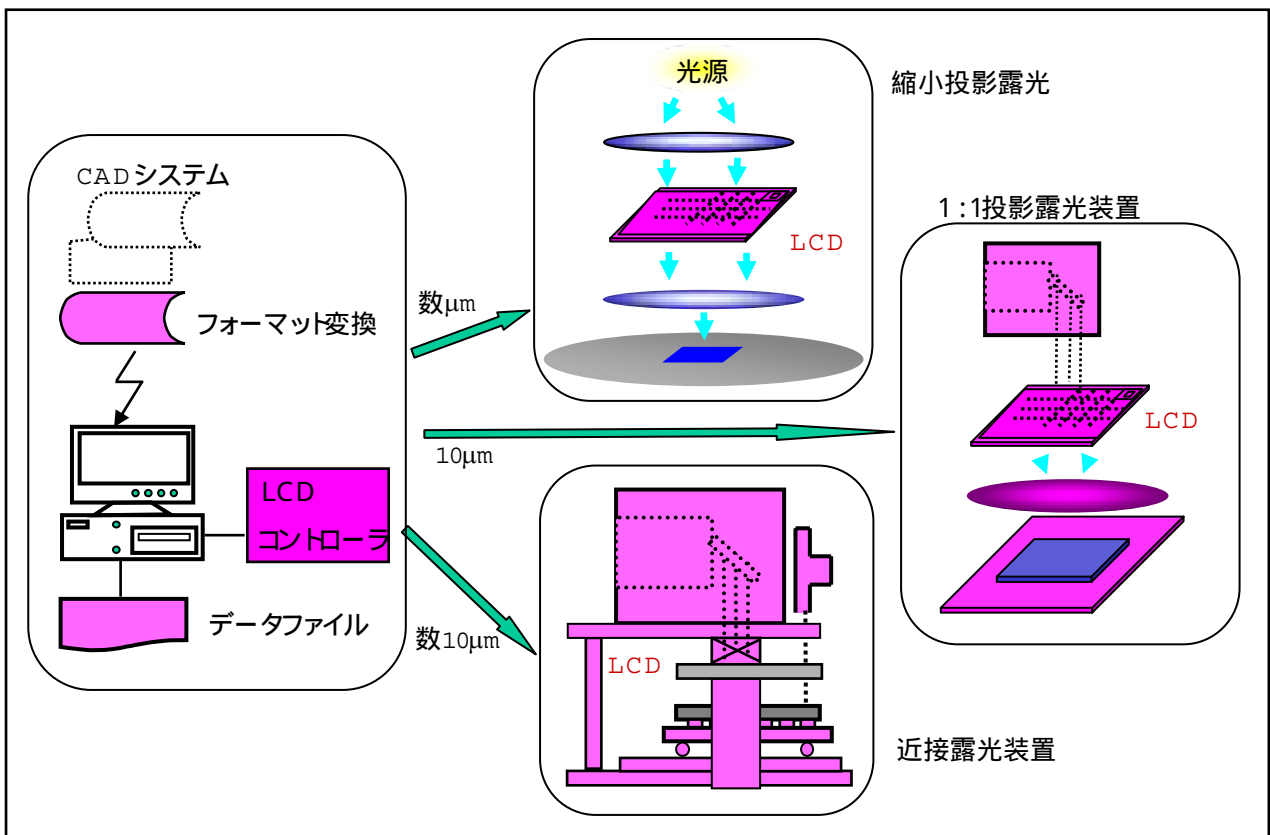 光源
縮小投影露光
CADシステム
1:1投影露光装置
LCD
数μm
フォーマット変換
LCD
10μm
LCD
コントローラ
データファイル
数10μm
LCD
近接露光装置